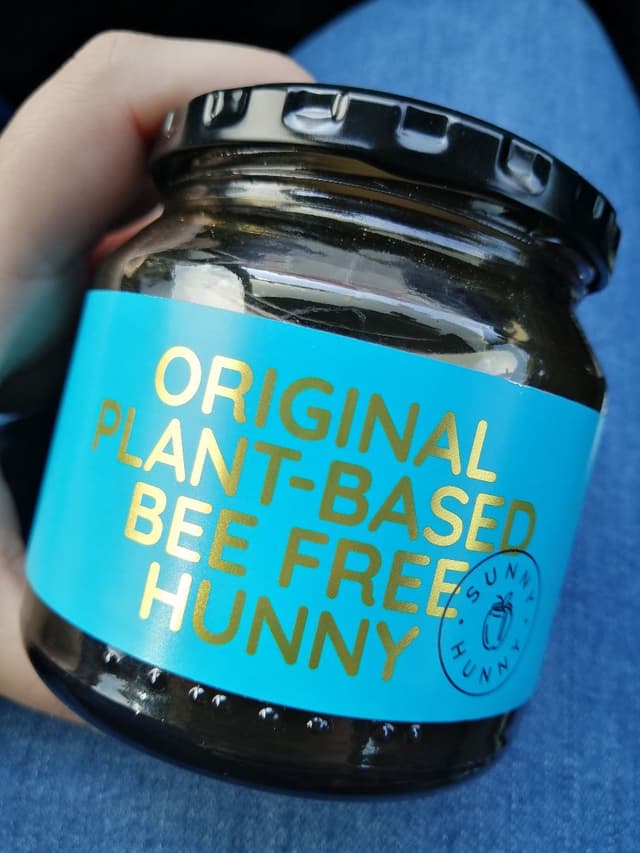 ORIGINAL
PLANT-BASED
BEE FREE
HUNNY
SUNNY
HUNNY